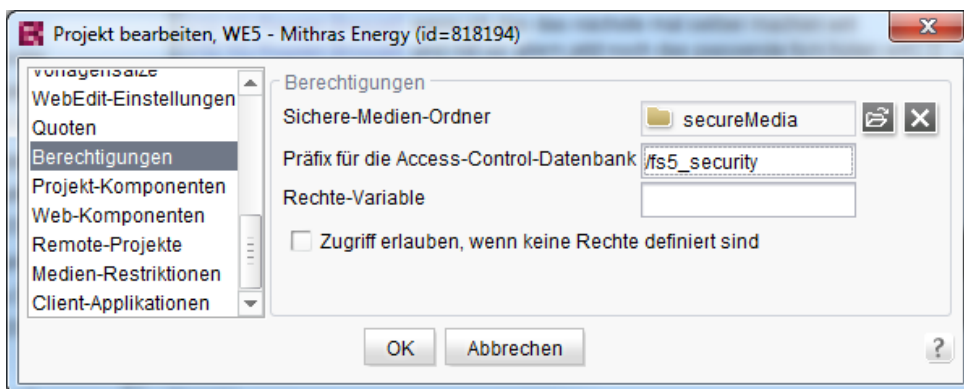 Projekt bearbeiten, WE5 - Mithras Energy (id=818194)
Vorlagensätze
WebEdit-Einstellungen
Quoten
Berechtigungen
Projekt-Komponenten
Web-Komponenten
Remote-Projekte
Medien-Restriktionen
Client-Applikationen
Berechtigungen
Sichere-Medien-Ordner secureMedia
Präfix für die Access-Control-Datenbank /fs5_security
Rechte-Variable
Zugriff erlauben, wenn keine Rechte definiert sind
OK Abbrechen ?